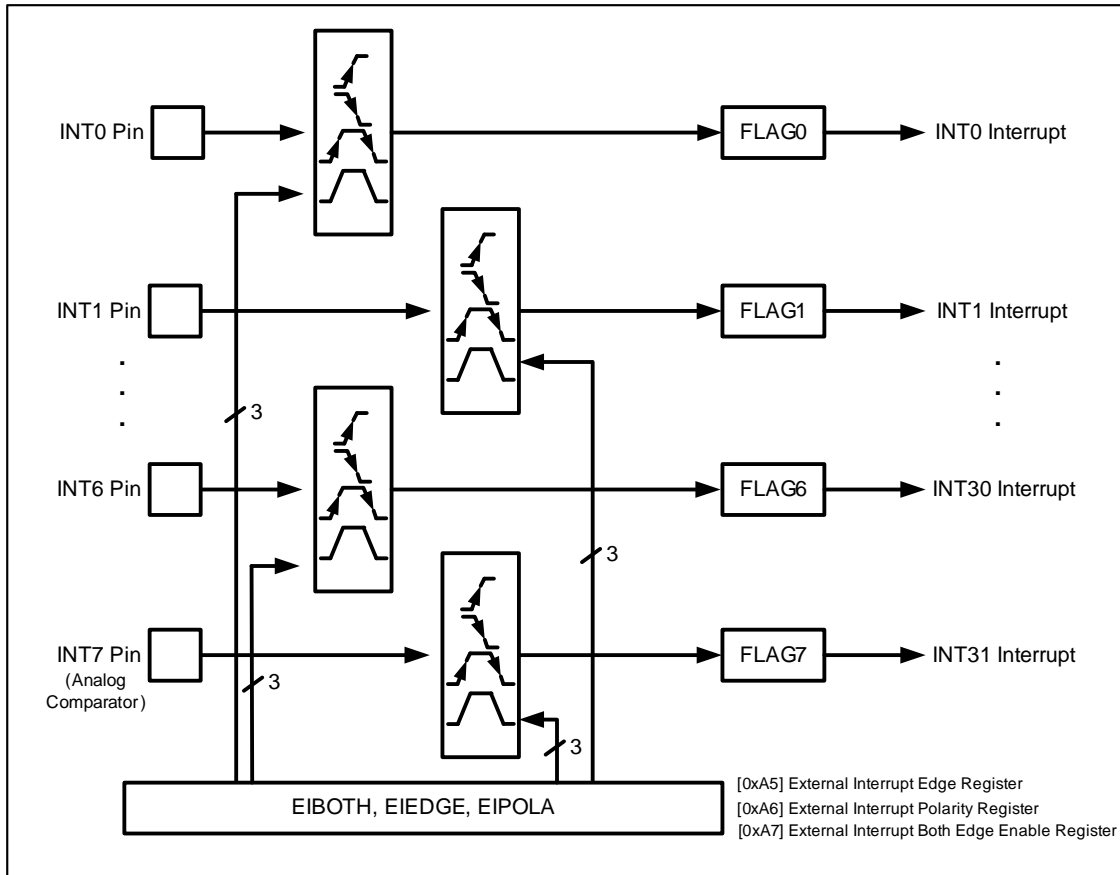 INT0 Pin
FLAG0
INT0 Interrupt
INT1 Pin
FLAG1
INT1 Interrupt
.
.
.
.
.
.
3
INT6 Pin
FLAG6
INT30 Interrupt
3
INT7 Pin
(Analog
Comparator)
FLAG7
INT31 Interrupt
3
3
EIBOTH, EIEDGE, EIPOLA
[0xA5] External Interrupt Edge Register
[0xA6] External Interrupt Polarity Register
[0xA7] External Interrupt Both Edge Enable Register